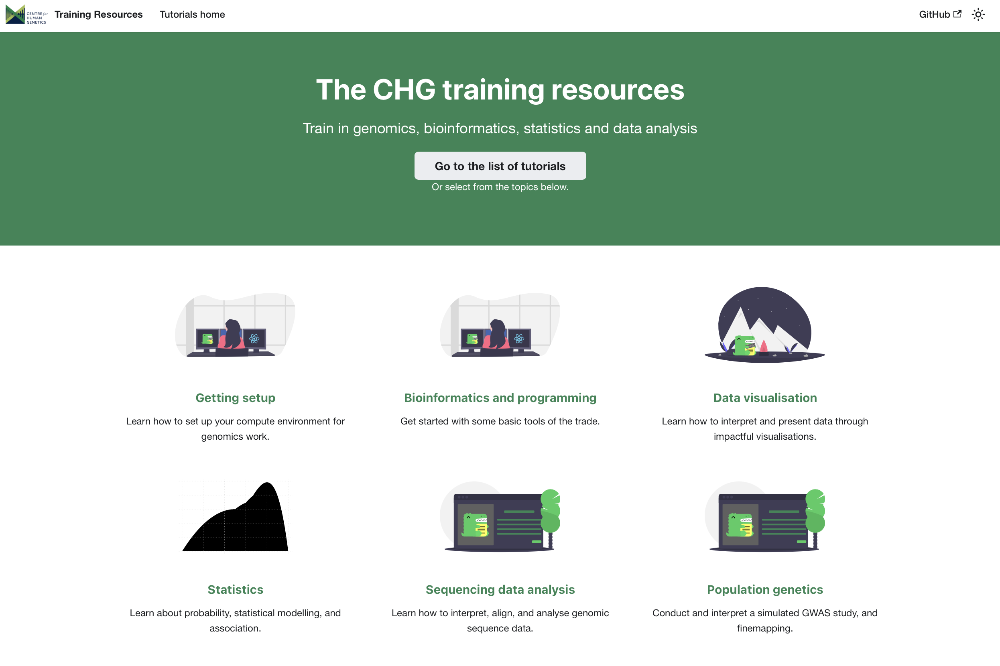 CENTRE for
HUMAN
GENETICS
Training Resources
Tutorials home
GitHub
The CHG training resources
Train in genomics, bioinformatics, statistics and data analysis
Go to the list of tutorials
Or select from the topics below.
Getting setup
Learn how to set up your compute environment for
genomics work.
Bioinformatics and programming
Get started with some basic tools of the trade.
Data visualisation
Learn how to interpret and present data through
impactful visualisations.
Statistics
Learn about probability, statistical modelling, and
association.
Sequencing data analysis
Learn how to interpret, align, and analyse genomic
sequence data.
Population genetics
Conduct and interpret a simulated GWAS study, and
finemapping.